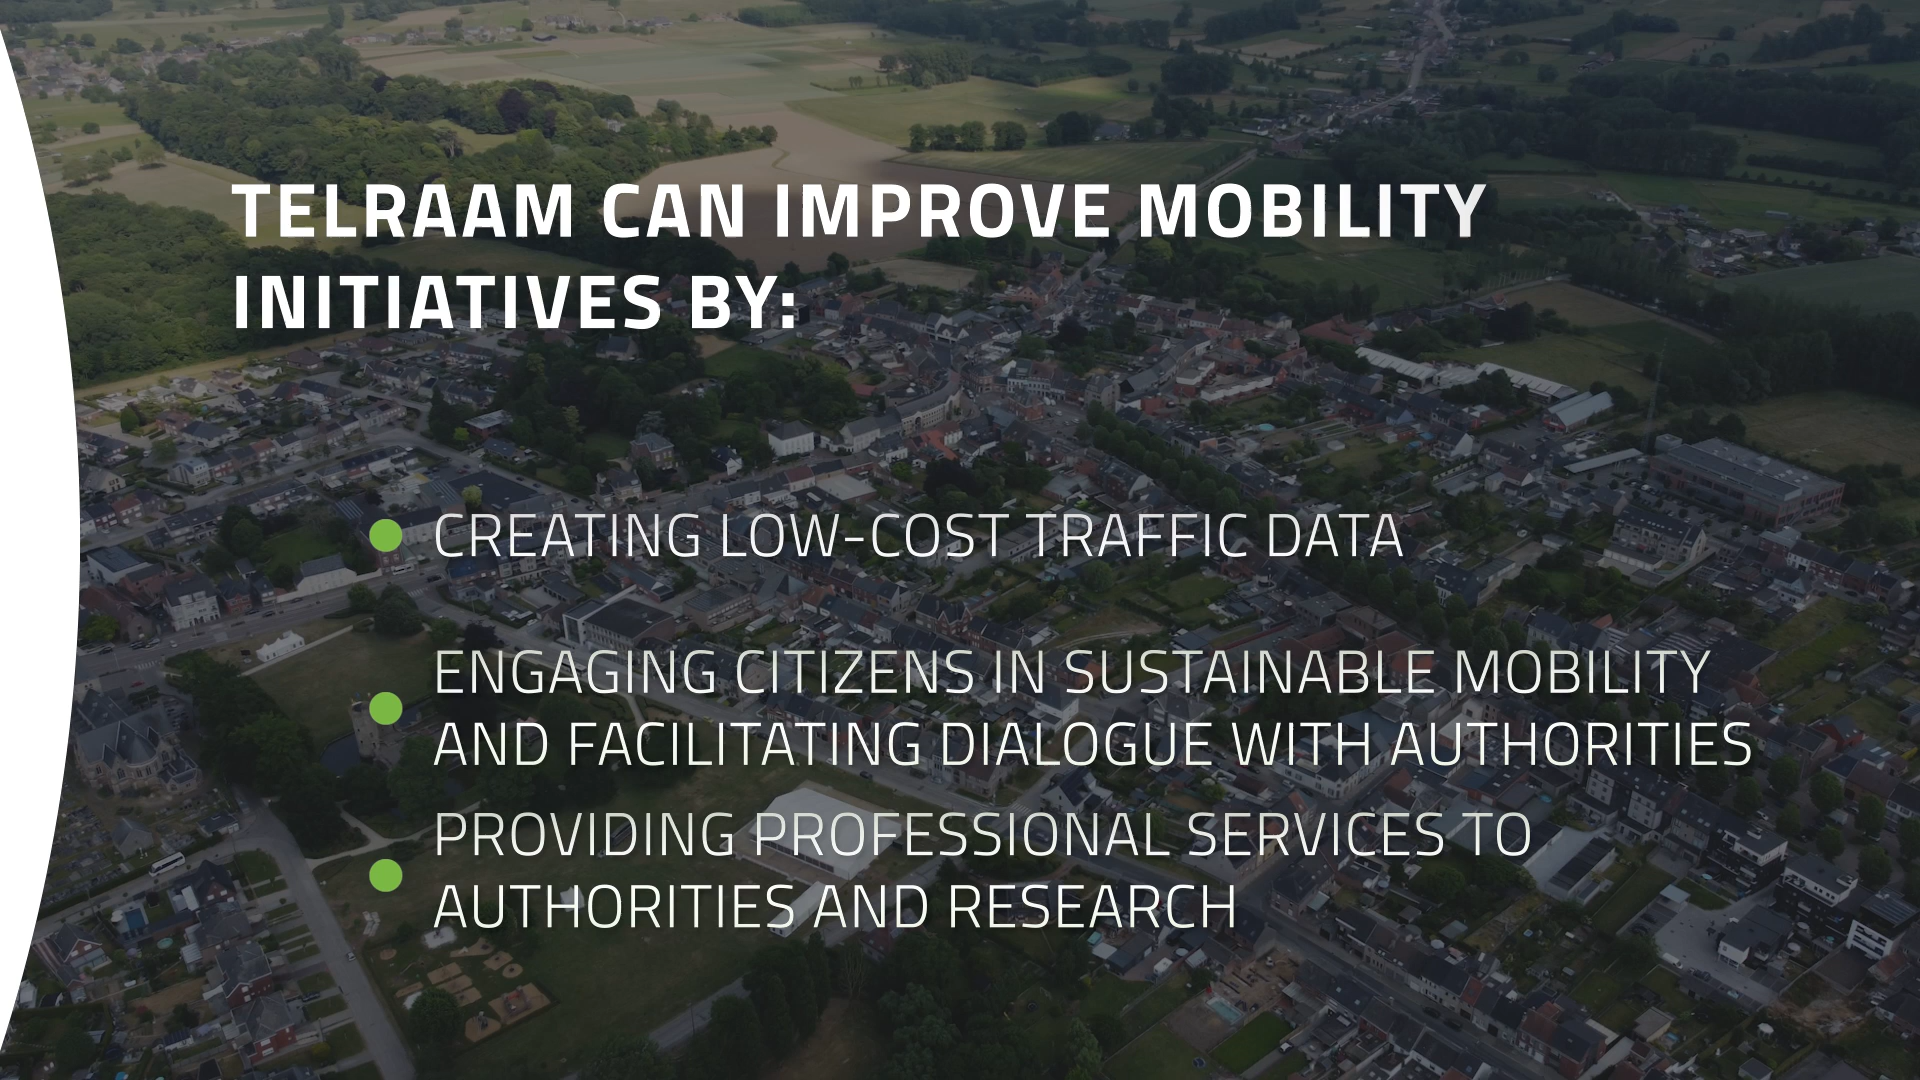 TELRAAM CAN IMPROVE MOBILITY
INITIATIVES BY:
CREATING LOW-COST TRAFFIC DATA
ENGAGING CITIZENS IN SUSTAINABLE MOBILITY
AND FACILITATING DIALOGUE WITH AUTHORITIES
PROVIDING PROFESSIONAL SERVICES TO
AUTHORITIES AND RESEARCH